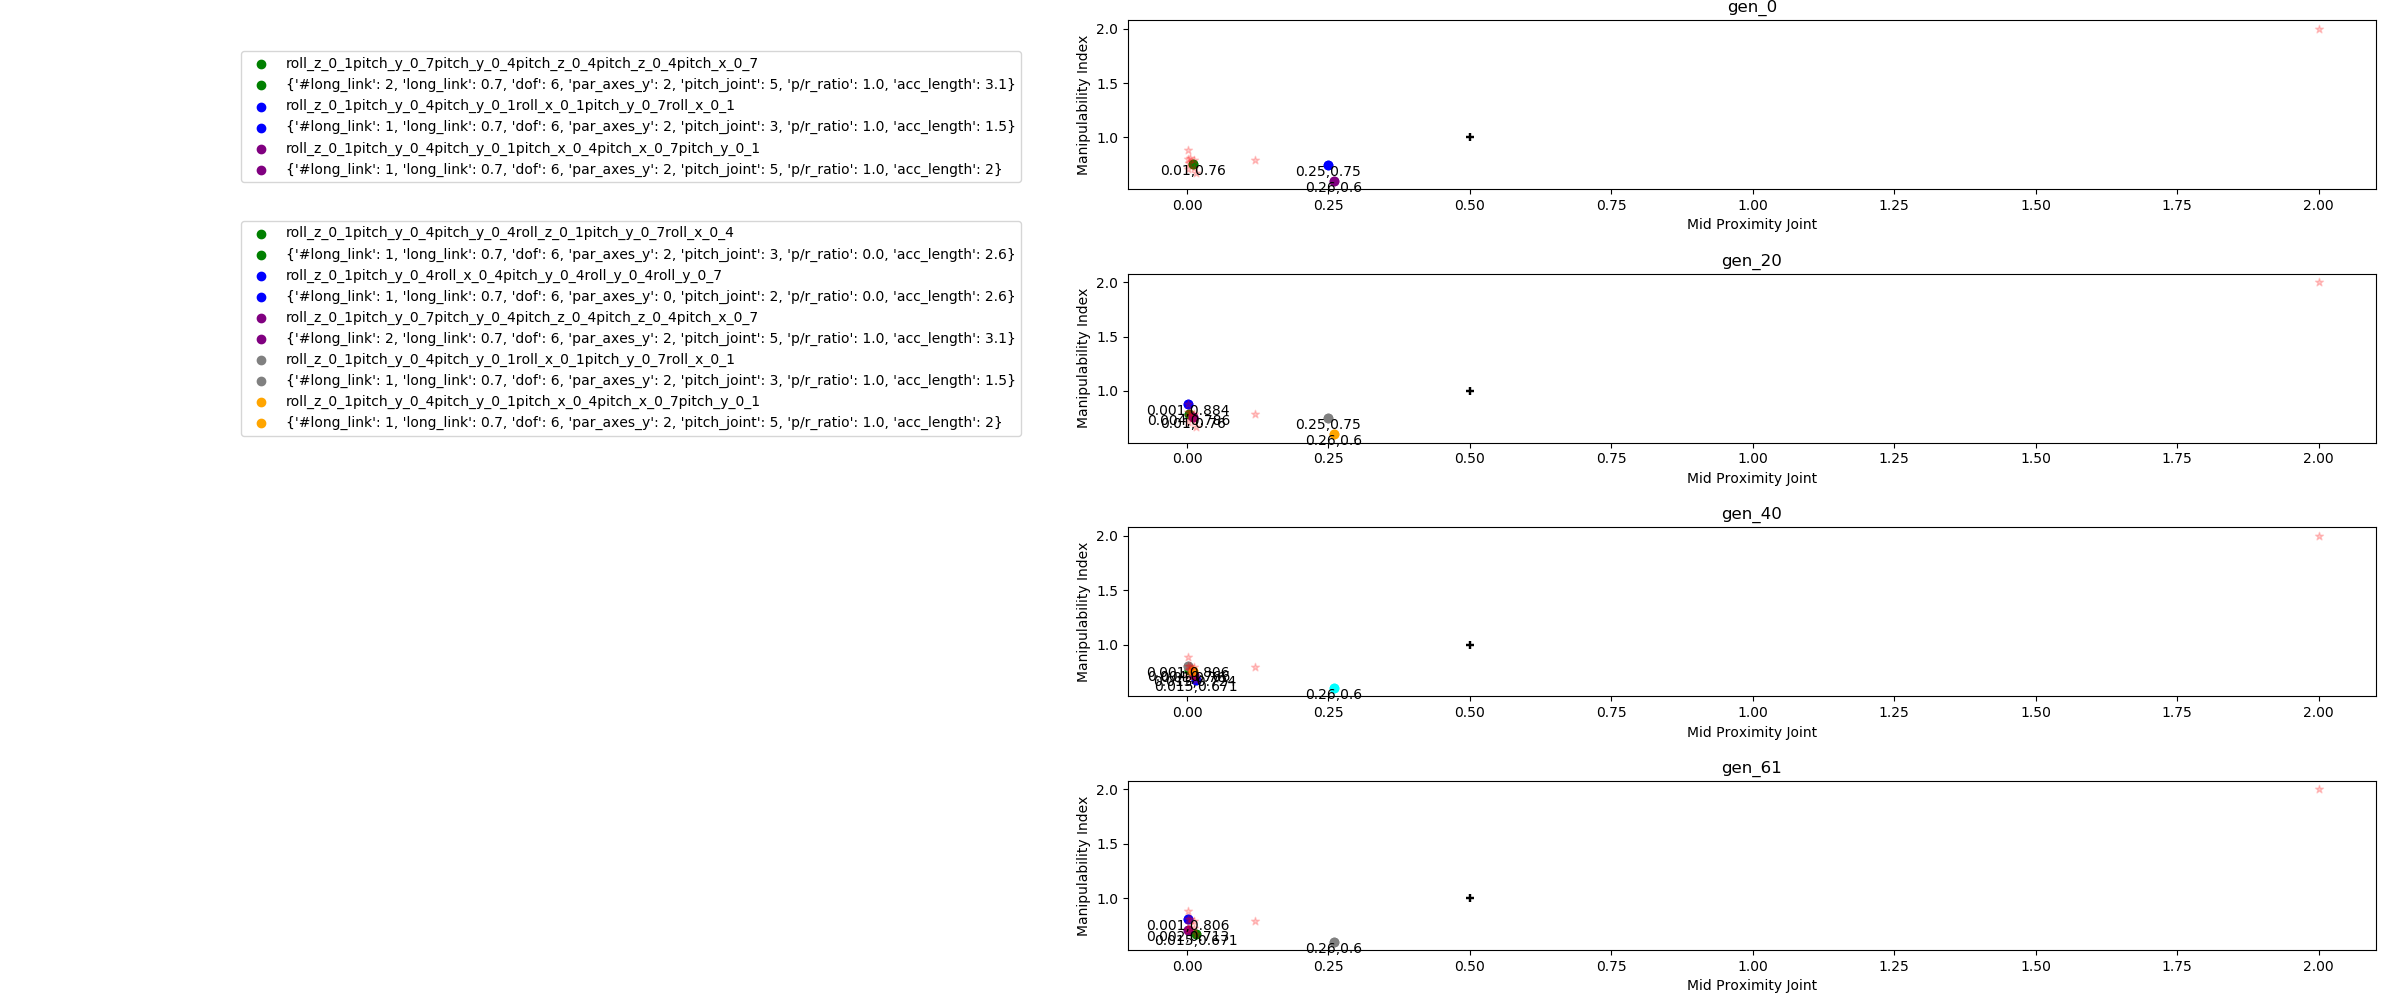 gen_0
roll_z_0_1pitch_y_0_7pitch_y_0_4pitch_z_0_4pitch_z_0_4pitch_x_0_7
{'#long_link': 2, 'long_link': 0.7, 'dof': 6, 'par_axes_y': 2, 'pitch_joint': 5, 'p/r_ratio': 1.0, 'acc_length': 3.1}
roll_z_0_1pitch_y_0_4pitch_y_0_1roll_x_0_1pitch_y_0_7roll_x_0_1
{'#long_link': 1, 'long_link': 0.7, 'dof': 6, 'par_axes_y': 2, 'pitch_joint': 3, 'p/r_ratio': 1.0, 'acc_length': 1.5}
roll_z_0_1pitch_y_0_4pitch_y_0_1pitch_x_0_4pitch_x_0_7pitch_y_0_1
{'#long_link': 1, 'long_link': 0.7, 'dof': 6, 'par_axes_y': 2, 'pitch_joint': 5, 'p/r_ratio': 1.0, 'acc_length': 2}
Manipulability Index
2.0
1.5
1.0
0.01,0.76
0.25,0.75
0.26,0.6
0.00 0.25 0.50 0.75 1.00 1.25 1.50 1.75 2.00
Mid Proximity Joint
roll_z_0_1pitch_y_0_4pitch_y_0_4roll_z_0_1pitch_y_0_7roll_x_0_4
{'#long_link': 1, 'long_link': 0.7, 'dof': 6, 'par_axes_y': 2, 'pitch_joint': 3, 'p/r_ratio': 0.0, 'acc_length': 2.6}
roll_z_0_1pitch_y_0_4roll_x_0_4pitch_y_0_4roll_y_0_4roll_y_0_7
{'#long_link': 1, 'long_link': 0.7, 'dof': 6, 'par_axes_y': 0, 'pitch_joint': 2, 'p/r_ratio': 0.0, 'acc_length': 2.6}
roll_z_0_1pitch_y_0_7pitch_y_0_4pitch_z_0_4pitch_z_0_4pitch_x_0_7
{'#long_link': 2, 'long_link': 0.7, 'dof': 6, 'par_axes_y': 2, 'pitch_joint': 5, 'p/r_ratio': 1.0, 'acc_length': 3.1}
roll_z_0_1pitch_y_0_4pitch_y_0_1roll_x_0_1pitch_y_0_7roll_x_0_1
{'#long_link': 1, 'long_link': 0.7, 'dof': 6, 'par_axes_y': 2, 'pitch_joint': 3, 'p/r_ratio': 1.0, 'acc_length': 1.5}
roll_z_0_1pitch_y_0_4pitch_y_0_1pitch_x_0_4pitch_x_0_7pitch_y_0_1
{'#long_link': 1, 'long_link': 0.7, 'dof': 6, 'par_axes_y': 2, 'pitch_joint': 5, 'p/r_ratio': 1.0, 'acc_length': 2}
gen_20
Manipulability Index
2.0
1.5
1.0
0.001,0.884
0.004,0.786
0.01,0.76
0.25,0.75
0.26,0.6
0.00 0.25 0.50 0.75 1.00 1.25 1.50 1.75 2.00
Mid Proximity Joint
gen_40
Manipulability Index
2.0
1.5
1.0
0.001,0.806
0.015,0.671
0.26,0.6
0.00 0.25 0.50 0.75 1.00 1.25 1.50 1.75 2.00
Mid Proximity Joint
gen_61
Manipulability Index
2.0
1.5
1.0
0.001,0.806
0.002,0.713
0.015,0.671
0.26,0.6
0.00 0.25 0.50 0.75 1.00 1.25 1.50 1.75 2.00
Mid Proximity Joint